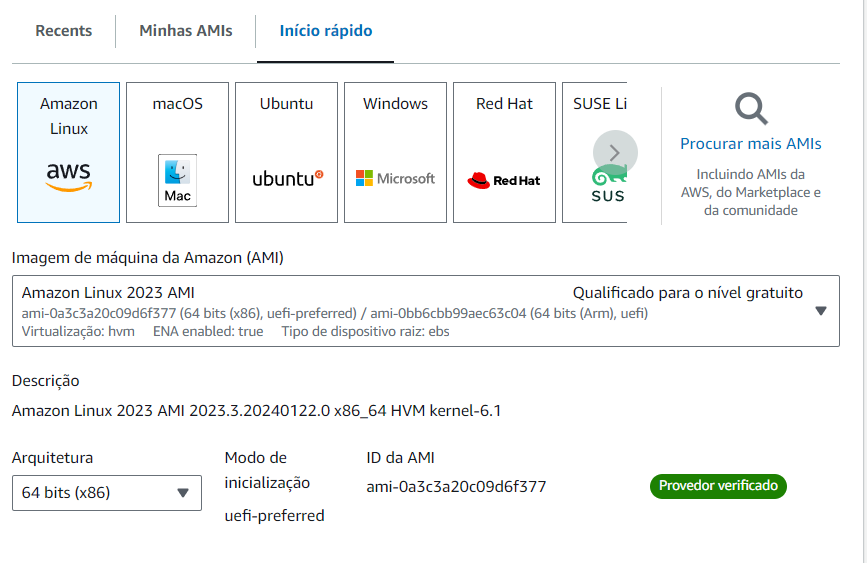 Recents Minhas AMIs Início rápido
Amazon Linux
aws
macOS
Mac
Ubuntu
ubuntu
Windows
Microsoft
Red Hat
Red Hat
SUSE Li
SUS
Procurar mais AMIs
Incluindo AMIs da
AWS, do Marketplace e
da comunidade
Imagem de máquina da Amazon (AMI)
Amazon Linux 2023 AMI Qualificado para o nível gratuito
ami-0a3c3a20c09d6f377 (64 bits (x86), uefi-preferred) / ami-0bb6cbb99aec63c04 (64 bits (Arm), uefi)
Virtualização: hvm ENA enabled: true Tipo de dispositivo raiz: ebs
Descrição
Amazon Linux 2023 AMI 2023.3.20240122.0 x86_64 HVM kernel-6.1
Arquitetura
64 bits (x86)
Modo de
inicialização
uefi-preferred
ID da AMI
ami-0a3c3a20c09d6f377
Provedor verificado